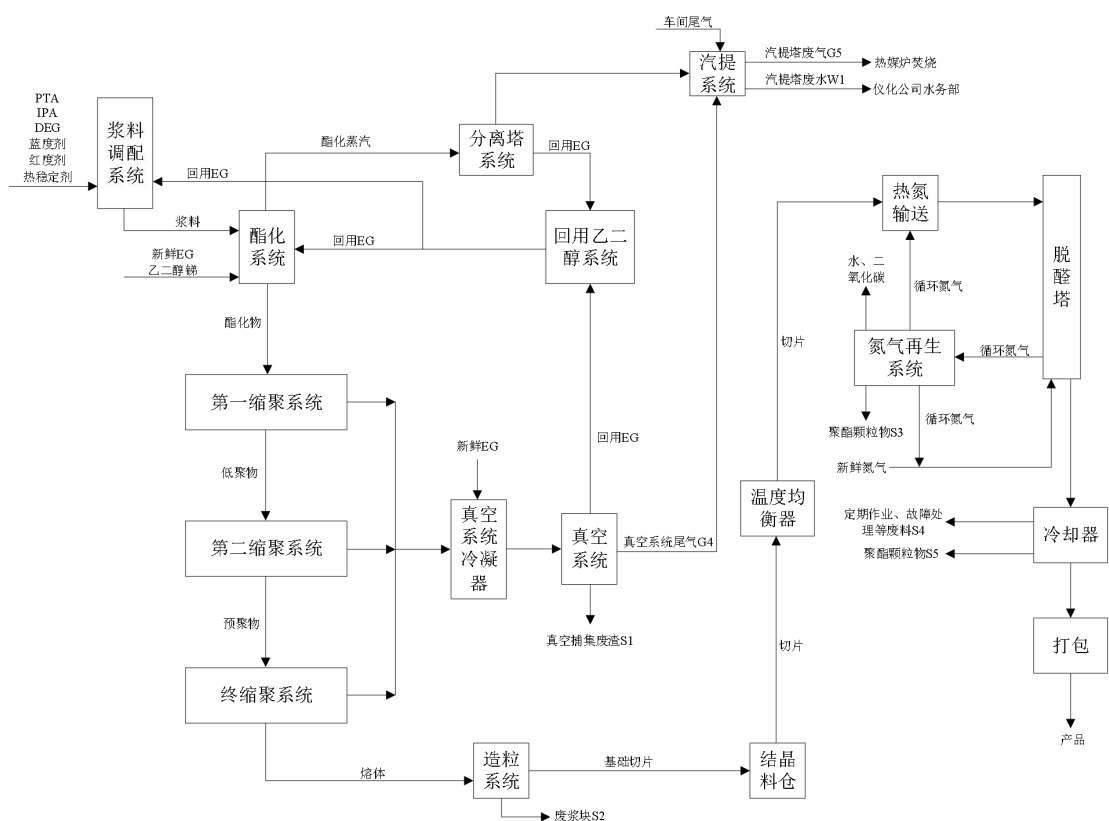 车间尾气
汽提
系统
汽提塔废气G5
热媒炉焚烧
汽提塔废水W1
仪化公司水务部
PTA
IPA
DEG
蓝度剂
红度剂
热稳定剂
浆料
调配
系统
酯化蒸汽
分离塔
系统
回用EG
回用EG
浆料
酯化
系统
回用EG
回用乙二
醇系统
新鲜EG
乙二醇锑
酯化物
第一缩聚系统
低聚物
第二缩聚系统
预聚物
终缩聚系统
熔体
新鲜EG
真空
系统
冷凝
器
真空
系统
回用EG
真空系统尾气G4
真空捕集废渣S1
造粒
系统
废浆块S2
基础切片
结晶
料仓
切片
温度均
衡器
切片
热氮
输送
脱
醛
塔
水、二
氧化碳
循环氮气
氮气再生
系统
循环氮气
聚酯颗粒物S3
循环氮气
新鲜氮气
冷却器
定期作业、故障处
理等废料S4
聚酯颗粒物S5
打包
产品